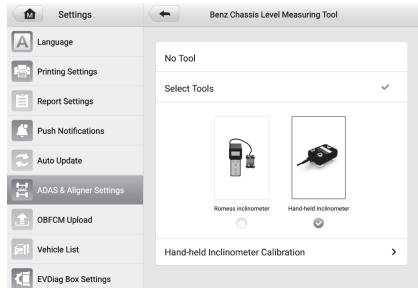 Settings
Benz Chassis Level Measuring Tool
Language
Printing Settings
Report Settings
Push Notifications
Auto Update
ADAS & Aligner Settings
OBFCM Upload
Vehicle List
EVDiag Box Settings
No Tool
Select Tools
Romess inclinometer
Hand-held Inclinometer
Hand-held Inclinometer Calibration